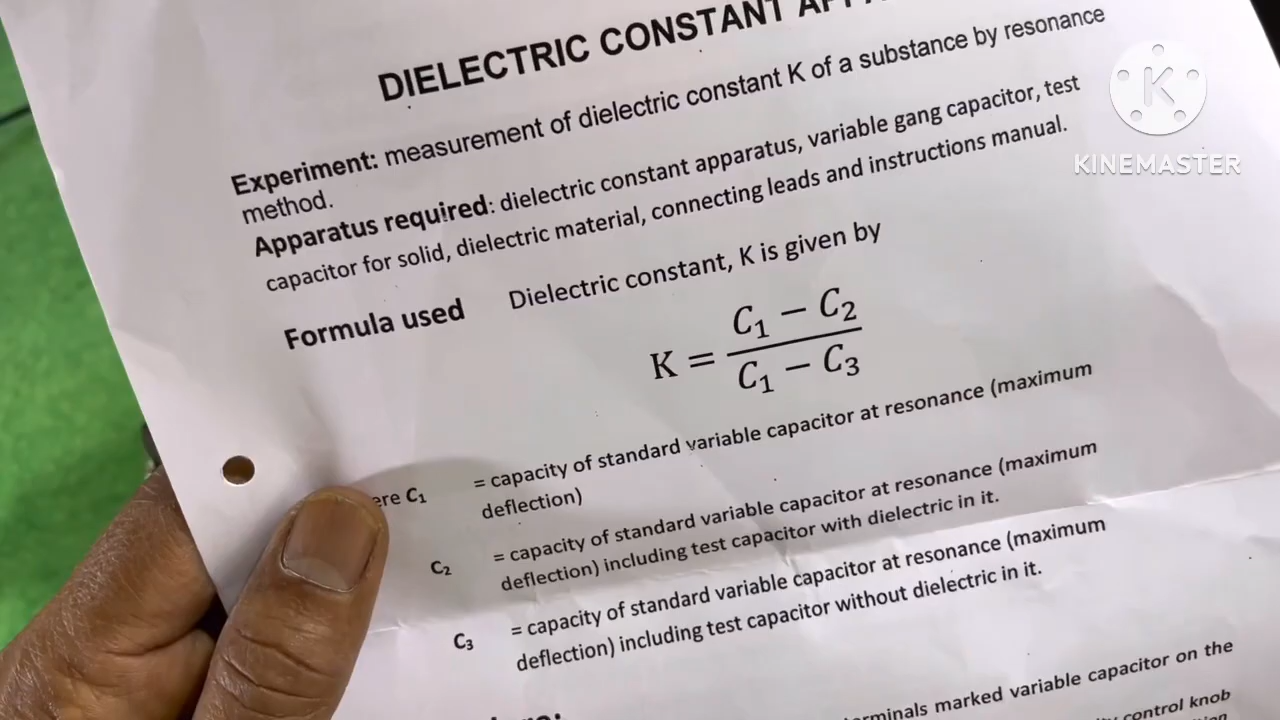 DIELECTRIC CONSTANT
Experiment: measurement of dielectric constant K of a substance by resonance
method.
Apparatus required: dielectric constant apparatus, variable gang capacitor, test
capacitor for solid, dielectric material, connecting leads and instructions manual.
Formula used Dielectric constant, K is given by
K = (C₁ − C₂) / (C₁ − C₃)
ere C₁ = capacity of standard variable capacitor at resonance (maximum
deflection)
C₂ = capacity of standard variable capacitor at resonance (maximum
deflection) including test capacitor with dielectric in it.
C₃ = capacity of standard variable capacitor at resonance (maximum
deflection) including test capacitor without dielectric in it.
marked variable capacitor on the
control knob
K
KINEMASTER